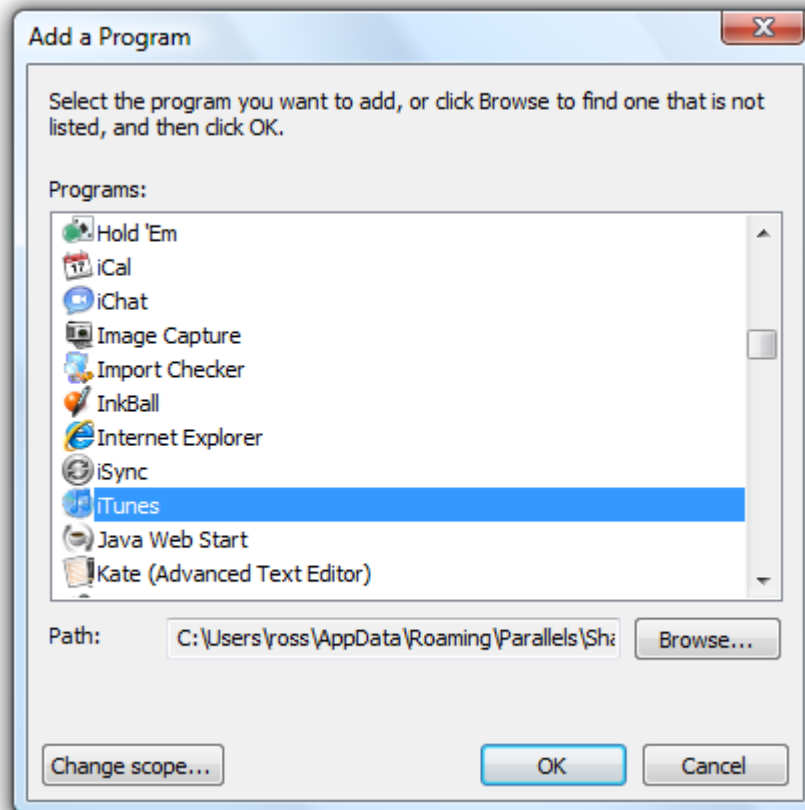 Add a Program
Select the program you want to add, or click Browse to find one that is not
listed, and then click OK.
Programs:
Hold 'Em
17 iCal
iChat
Image Capture
Import Checker
InkBall
Internet Explorer
iSync
iTunes
Java Web Start
Kate (Advanced Text Editor)
Path: C:\Users\ross\AppData\Roaming\Parallels\Sha Browse...
Change scope... OK Cancel